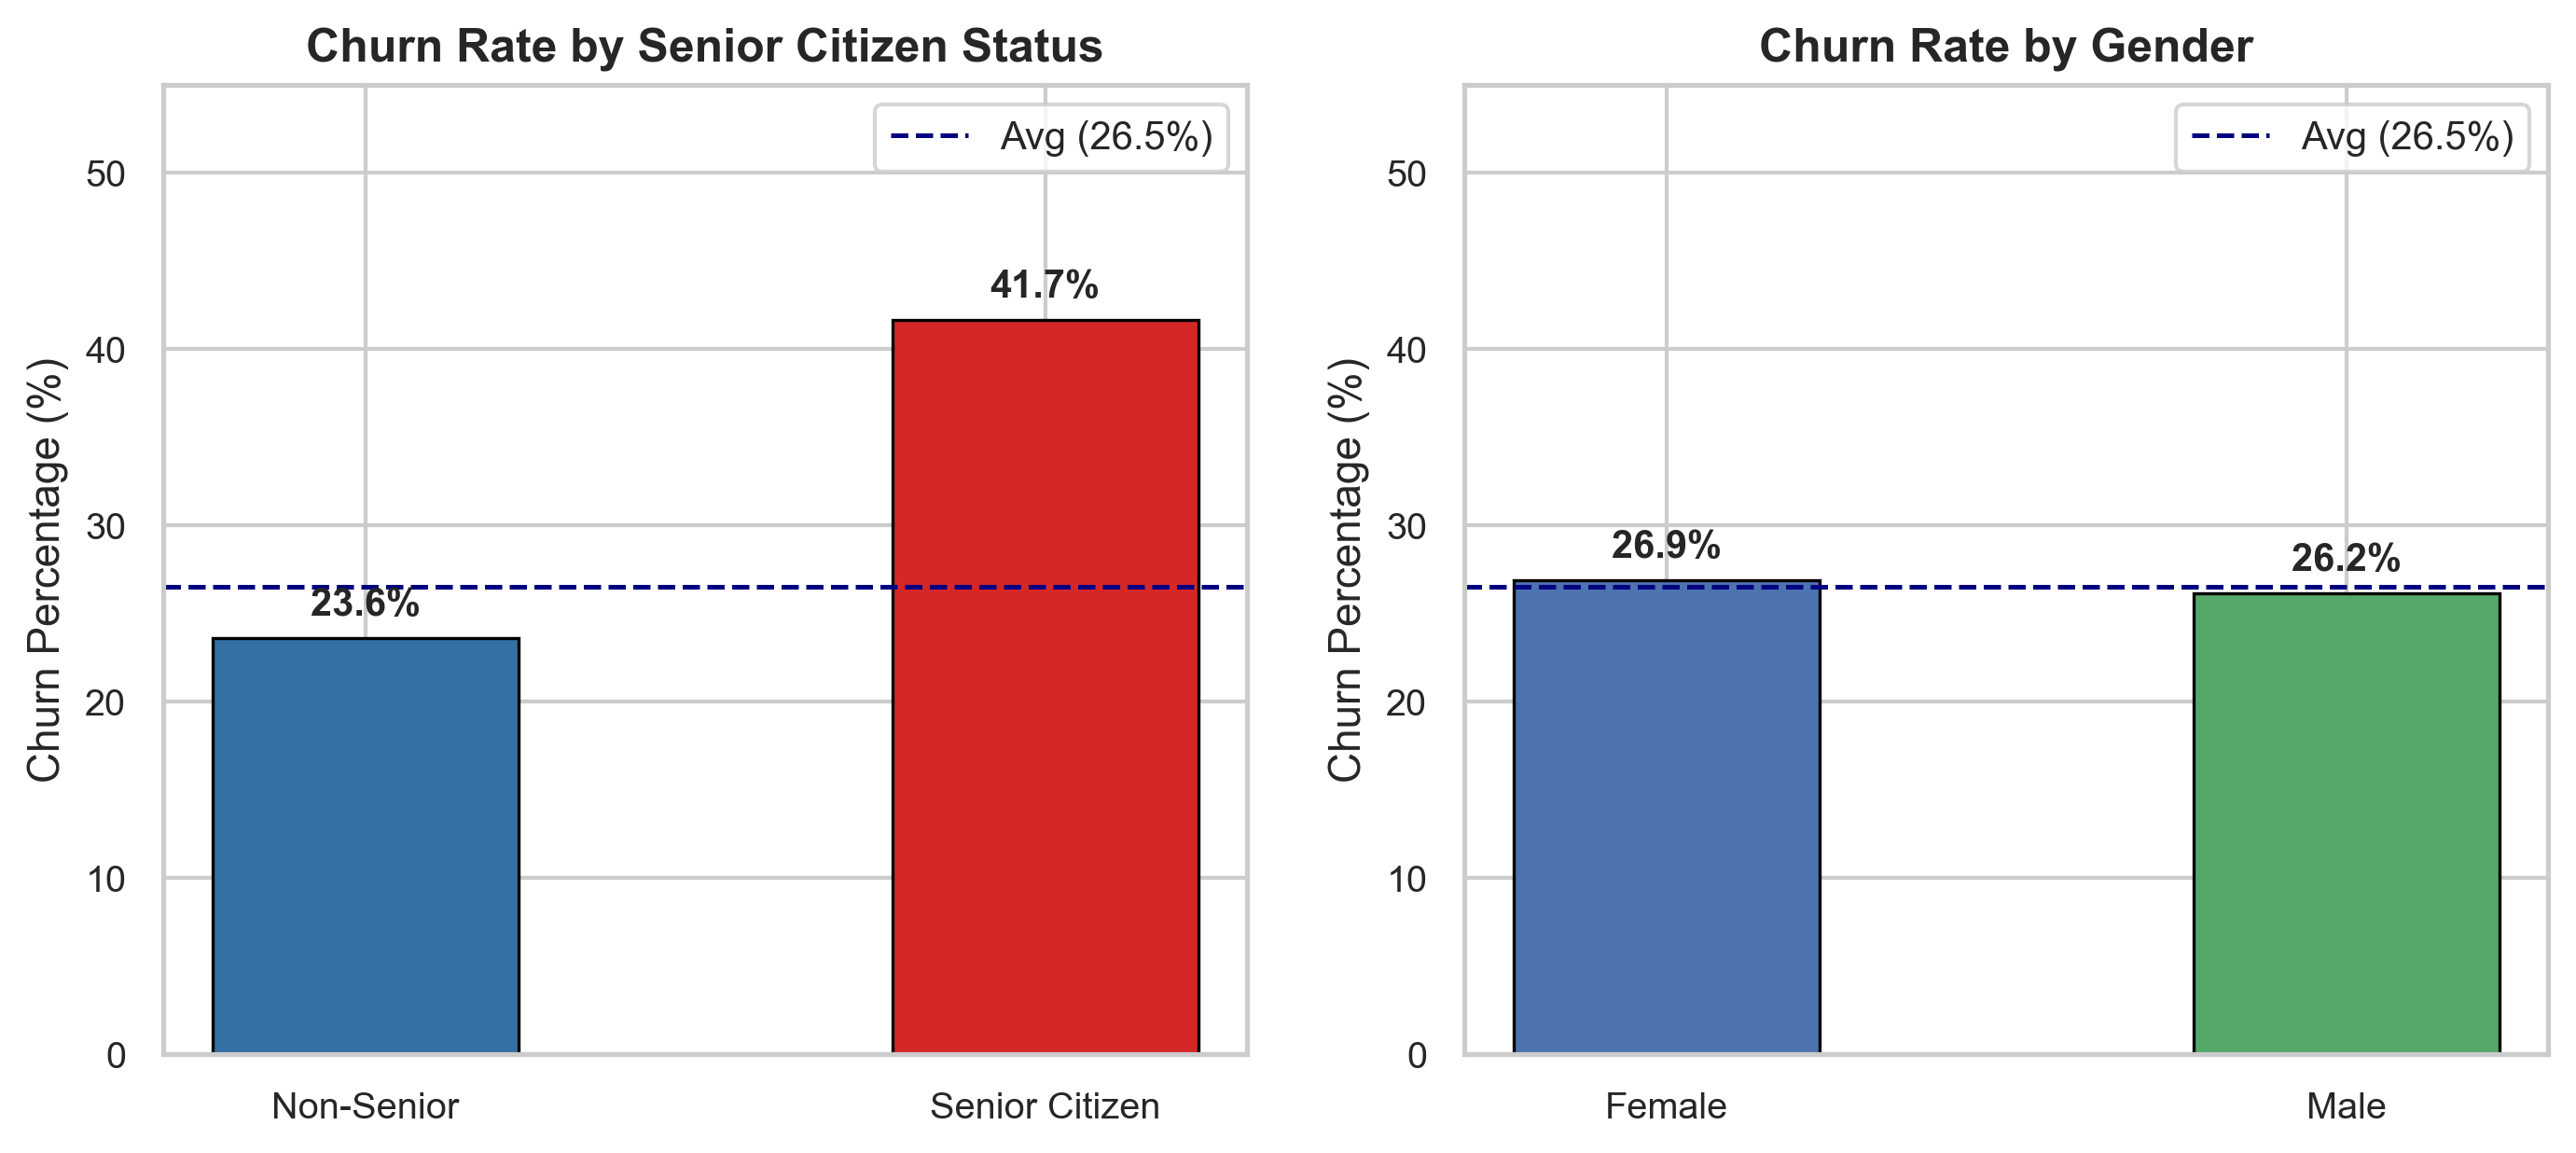 Churn Rate by Senior Citizen Status
Avg (26.5%)
Churn Percentage (%)
50
40
30
20
10
0
23.6%
41.7%
Non-Senior
Senior Citizen
Churn Rate by Gender
Avg (26.5%)
Churn Percentage (%)
50
40
30
20
10
0
26.9%
26.2%
Female
Male